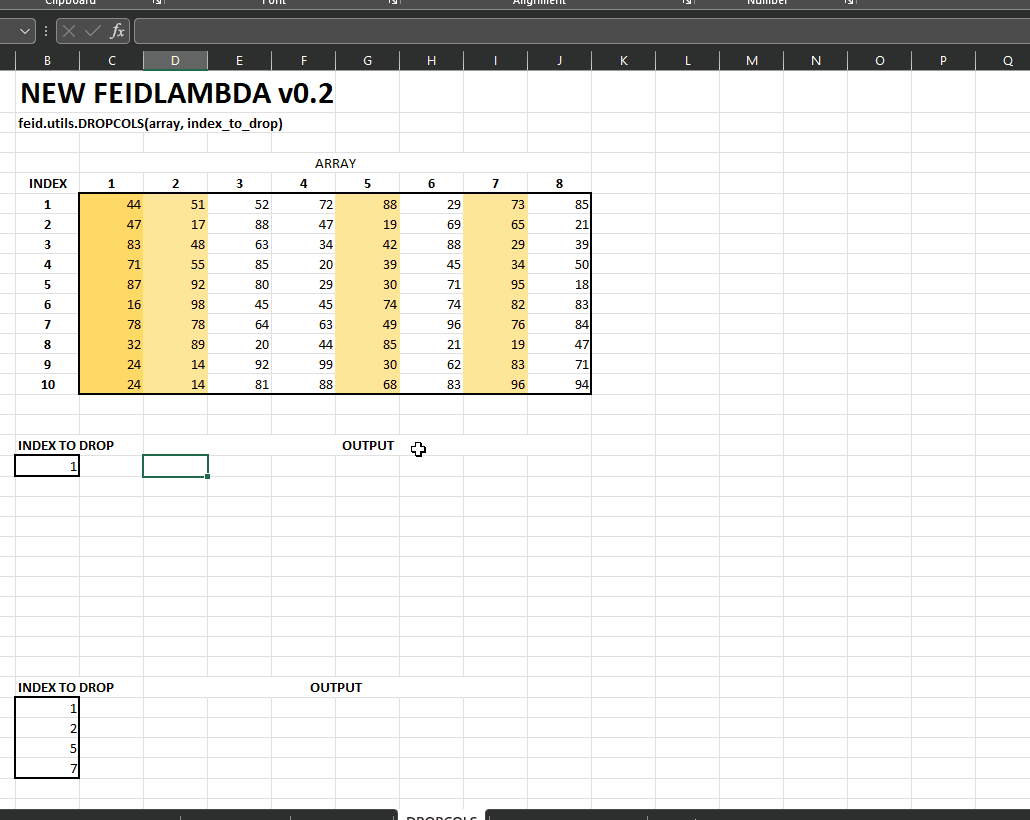 Clipboard Font Alignment Number
fx
B C D E F G H I J K L M N O P Q
NEW FEIDLAMBDA v0.2
feid.utils.DROPCOLS(array, index_to_drop)
ARRAY
INDEX 1 2 3 4 5 6 7 8
1 44 51 52 72 88 29 73 85
2 47 17 88 47 19 69 65 21
3 83 48 63 34 42 88 29 39
4 71 55 85 20 39 45 34 50
5 87 92 80 29 30 71 95 18
6 16 98 45 45 74 74 82 83
7 78 78 64 63 49 96 76 84
8 32 89 20 44 85 21 19 47
9 24 14 92 99 30 62 83 71
10 24 14 81 88 68 83 96 94
INDEX TO DROP OUTPUT
1
INDEX TO DROP OUTPUT
1
2
5
7
DROPCOLS